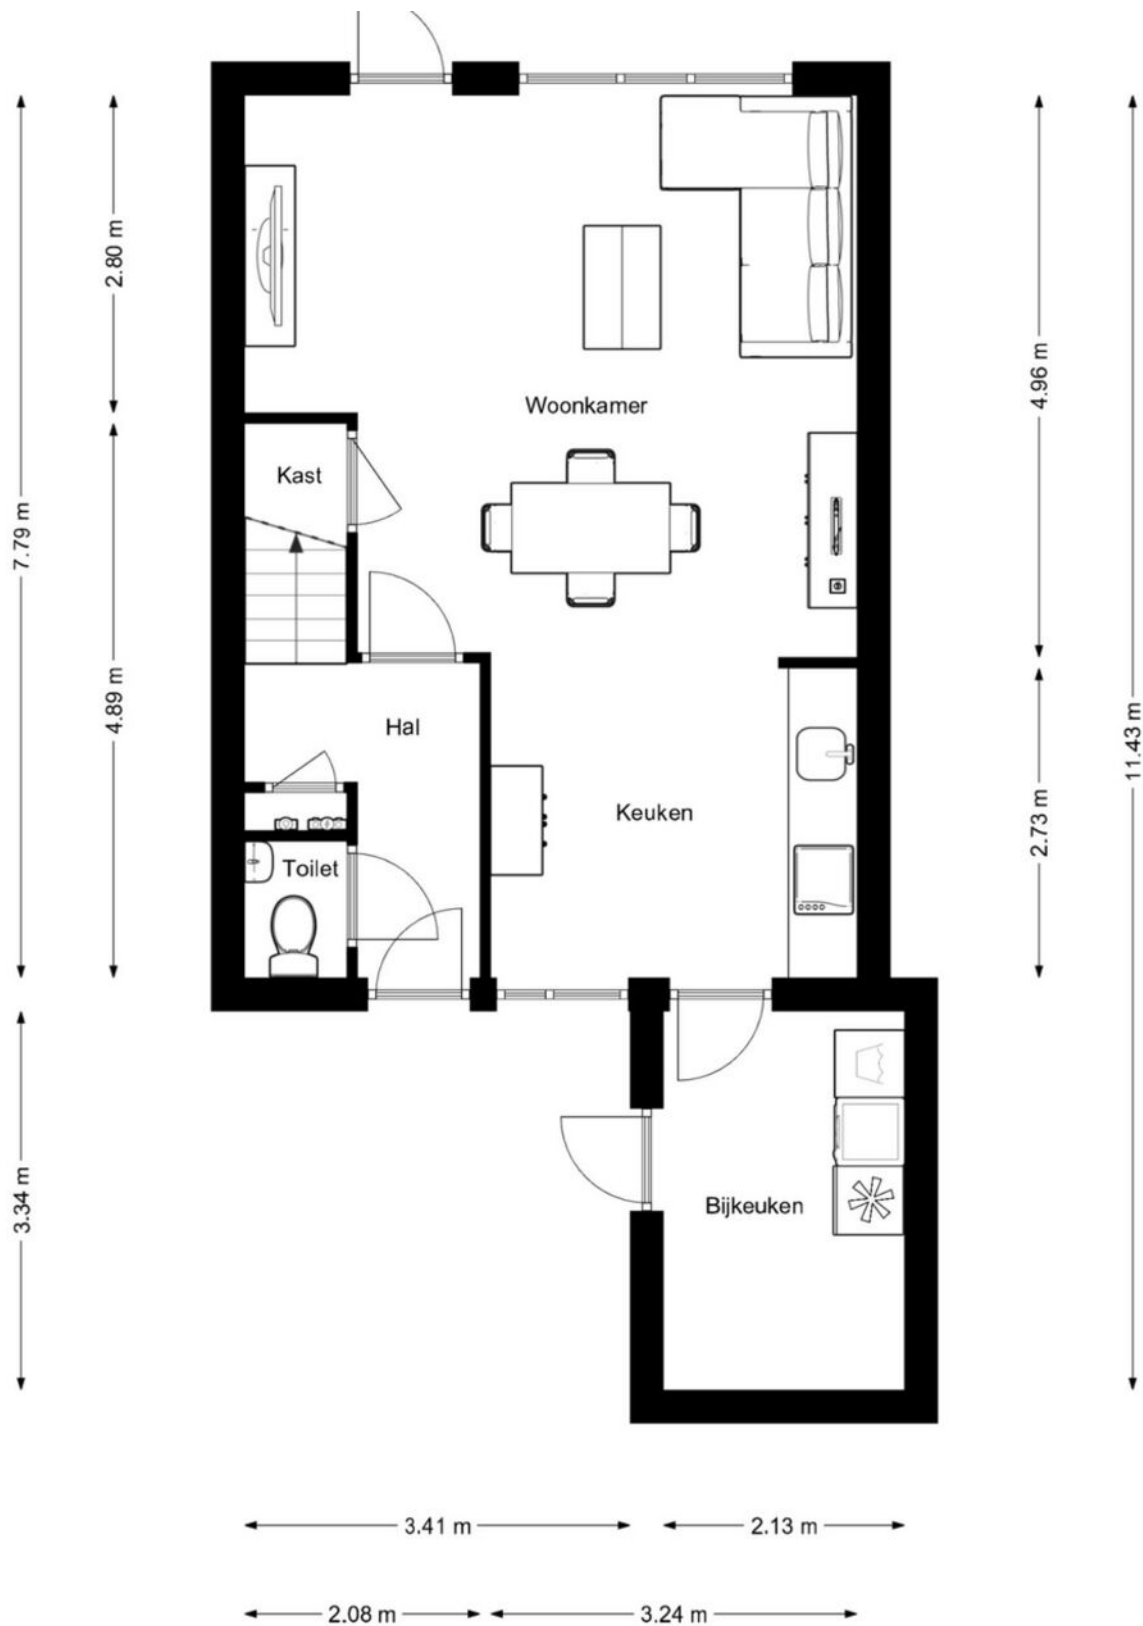 2.80 m
7.79 m
4.96 m
Woonkamer
Kast
4.89 m
Hal
11.43 m
Keuken
2.73 m
Toilet
3.34 m
Bijkeuken
3.41 m
2.13 m
2.08 m
3.24 m